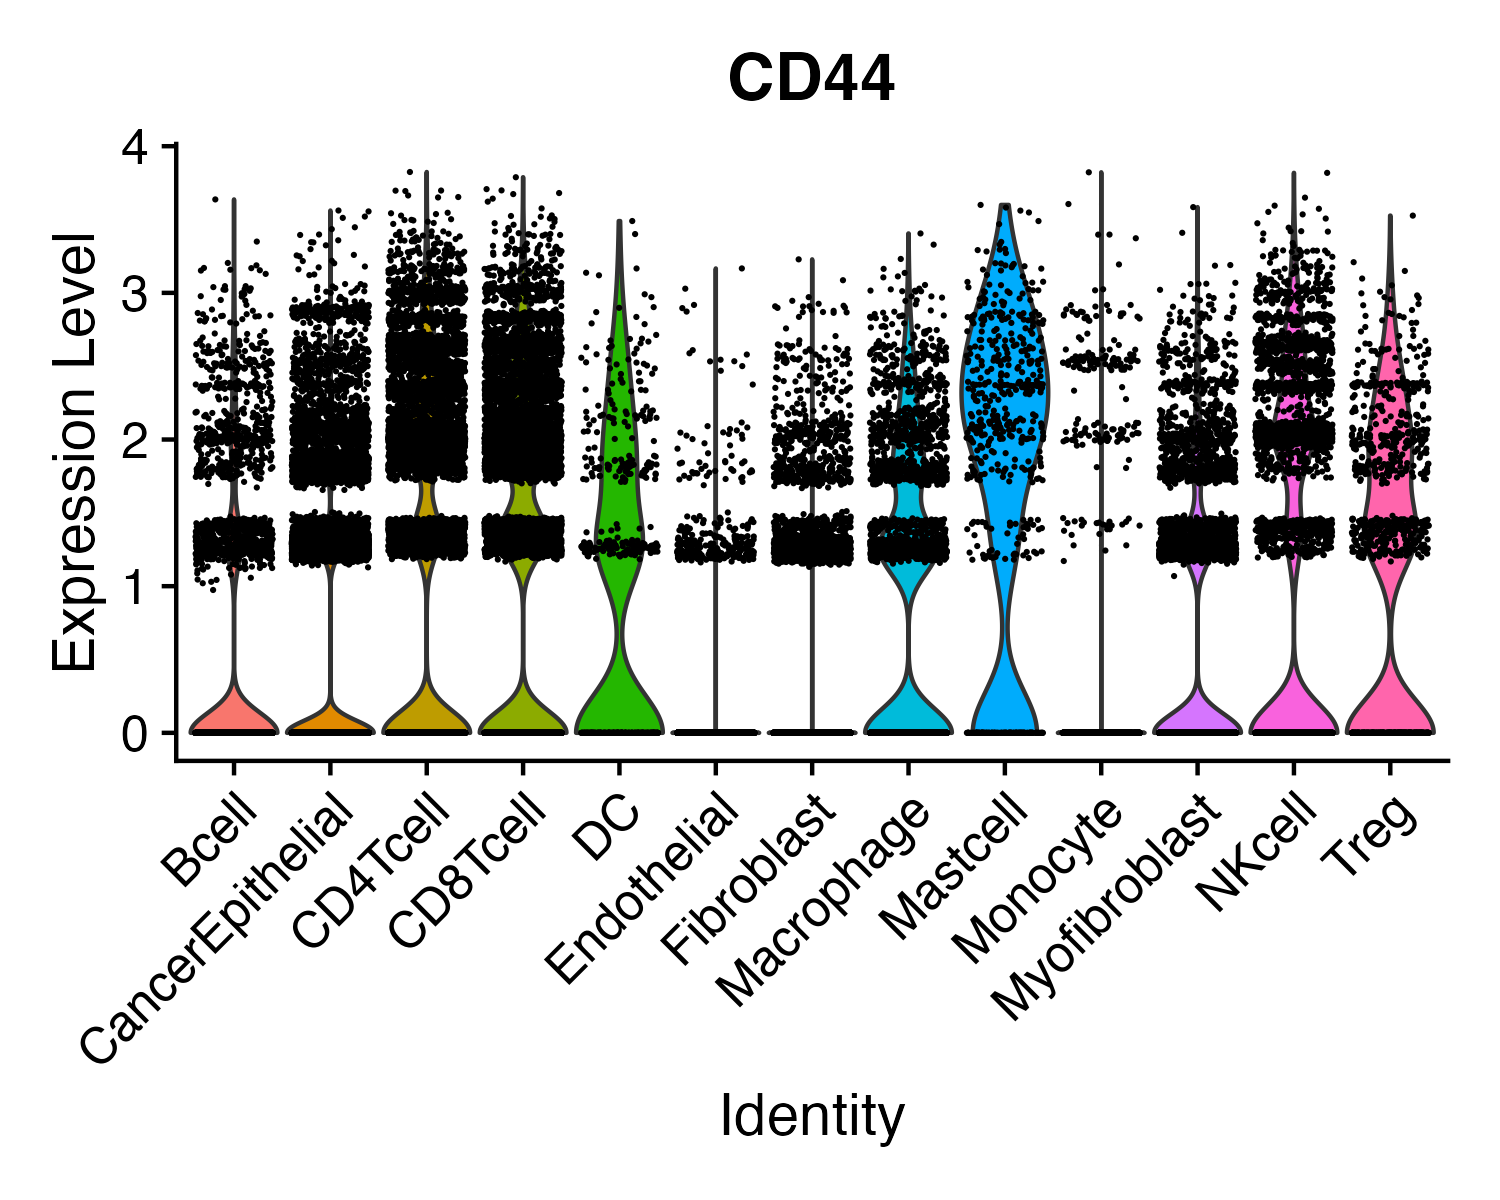 CD44
Expression Level
4
3
2
1
0
Bcell
CancerEpithelial
CD4Tcell
CD8Tcell
DC
Endothelial
Fibroblast
Macrophage
Mastcell
Monocyte
Myofibroblast
NKcell
Treg
Identity